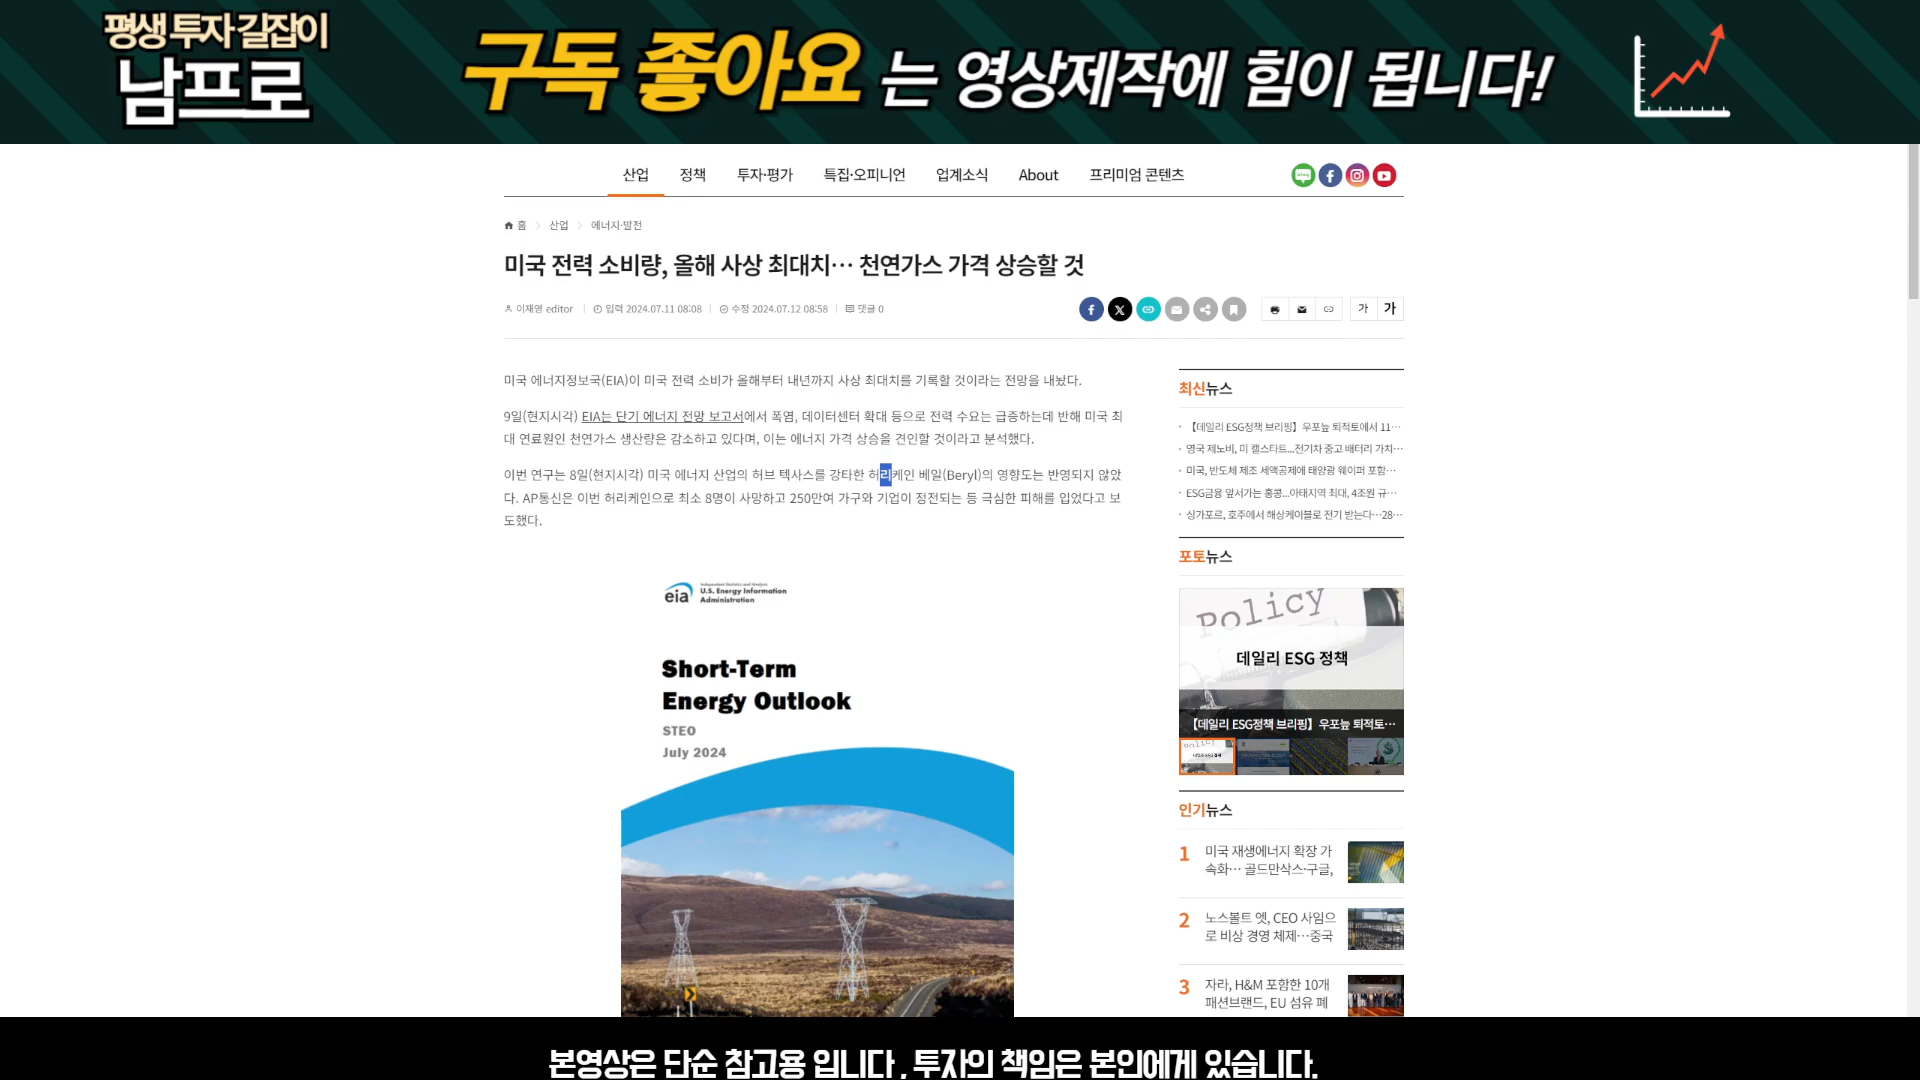 평생 투자 길잡이
남프로
구독 좋아요 는 영상제작에 힘이 됩니다!
산업 정책 투자·평가 특집·오피니언 업계소식 About 프리미엄 콘텐츠
홈 > 산업 > 에너지·발전
미국 전력 소비량, 올해 사상 최대치… 천연가스 가격 상승할 것
이재영 editor | 입력 2024.07.11 08:08 | 수정 2024.07.12 08:58 | 댓글 0
가 가
미국 에너지정보국(EIA)이 미국 전력 소비가 올해부터 내년까지 사상 최대치를 기록할 것이라는 전망을 내놨다.
9일(현지시각) EIA는 단기 에너지 전망 보고서에서 폭염, 데이터센터 확대 등으로 전력 수요는 급증하는데 반해 미국 최
대 연료원인 천연가스 생산량은 감소하고 있다며, 이는 에너지 가격 상승을 견인할 것이라고 분석했다.
이번 연구는 8일(현지시각) 미국 에너지 산업의 허브 텍사스를 강타한 허리케인 베일(Beryl)의 영향도는 반영되지 않았
다. AP통신은 이번 허리케인으로 최소 8명이 사망하고 250만여 가구와 기업이 정전되는 등 극심한 피해를 입었다고 보
도했다.
eia
Independent Statistics and Analysis
U.S. Energy Information
Administration
Short-Term
Energy Outlook
STEO
July 2024
최신뉴스
· 【데일리 ESG정책 브리핑】 우포늪 퇴적토에서 11…
· 영국 제노비, 미 캘스타트...전기차 중고 배터리 가치…
· 미국, 반도체 제조 세액공제에 태양광 웨이퍼 포함…
· ESG금융 앞서가는 홍콩...아태지역 최대, 4조원 규…
· 싱가포르, 호주에서 해상케이블로 전기 받는다…28…
포토뉴스
Policy
데일리 ESG 정책
【데일리 ESG정책 브리핑】 우포늪 퇴적토…
인기뉴스
1 미국 재생에너지 확장 가
속화… 골드만삭스·구글,
2 노스볼트 엣, CEO 사임으
로 비상 경영 체제…중국
3 자라, H&M 포함한 10개
패션브랜드, EU 섬유 폐
본영상은 단순 참고용 입니다 , 투자의 책임은 본인에게 있습니다.